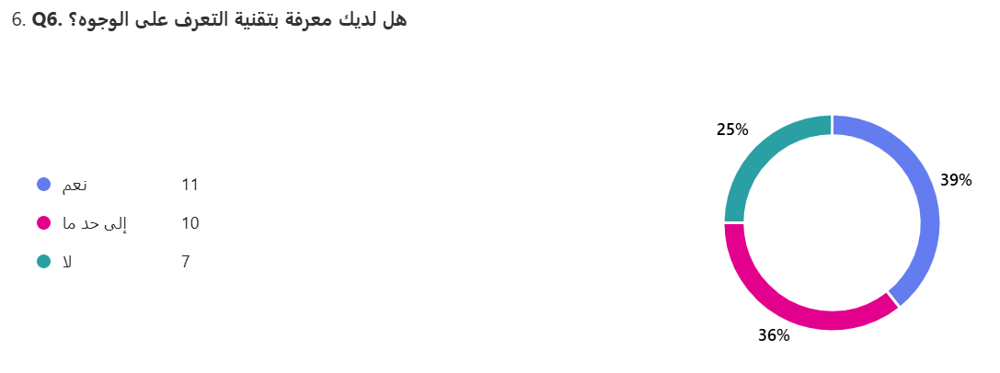 6. Q6. هل لديك معرفة بتقنية التعرف على الوجوه؟
نعم 11
إلى حد ما 10
لا 7
25%
39%
36%